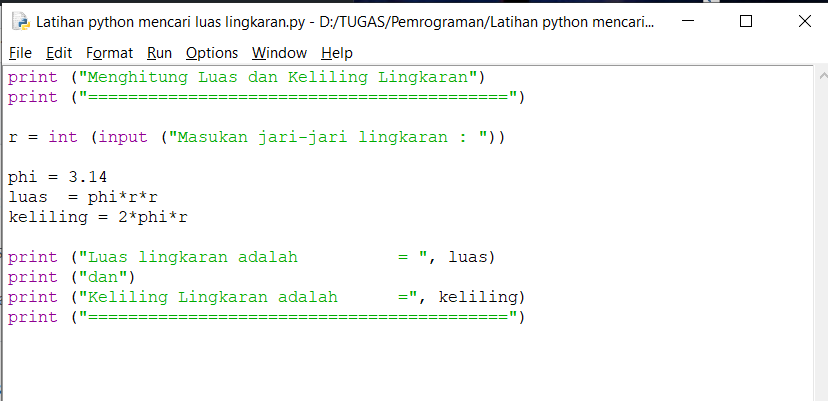 Latihan python mencari luas lingkaran.py - D:/TUGAS/Pemrograman/Latihan python mencari...
File Edit Format Run Options Window Help
print ("Menghitung Luas dan Keliling Lingkaran")
print ("==========================================")
r = int (input ("Masukan jari-jari lingkaran : "))
phi = 3.14
luas  = phi*r*r
keliling = 2*phi*r
print ("Luas lingkaran adalah          = ", luas)
print ("dan")
print ("Keliling Lingkaran adalah      =", keliling)
print ("==========================================")